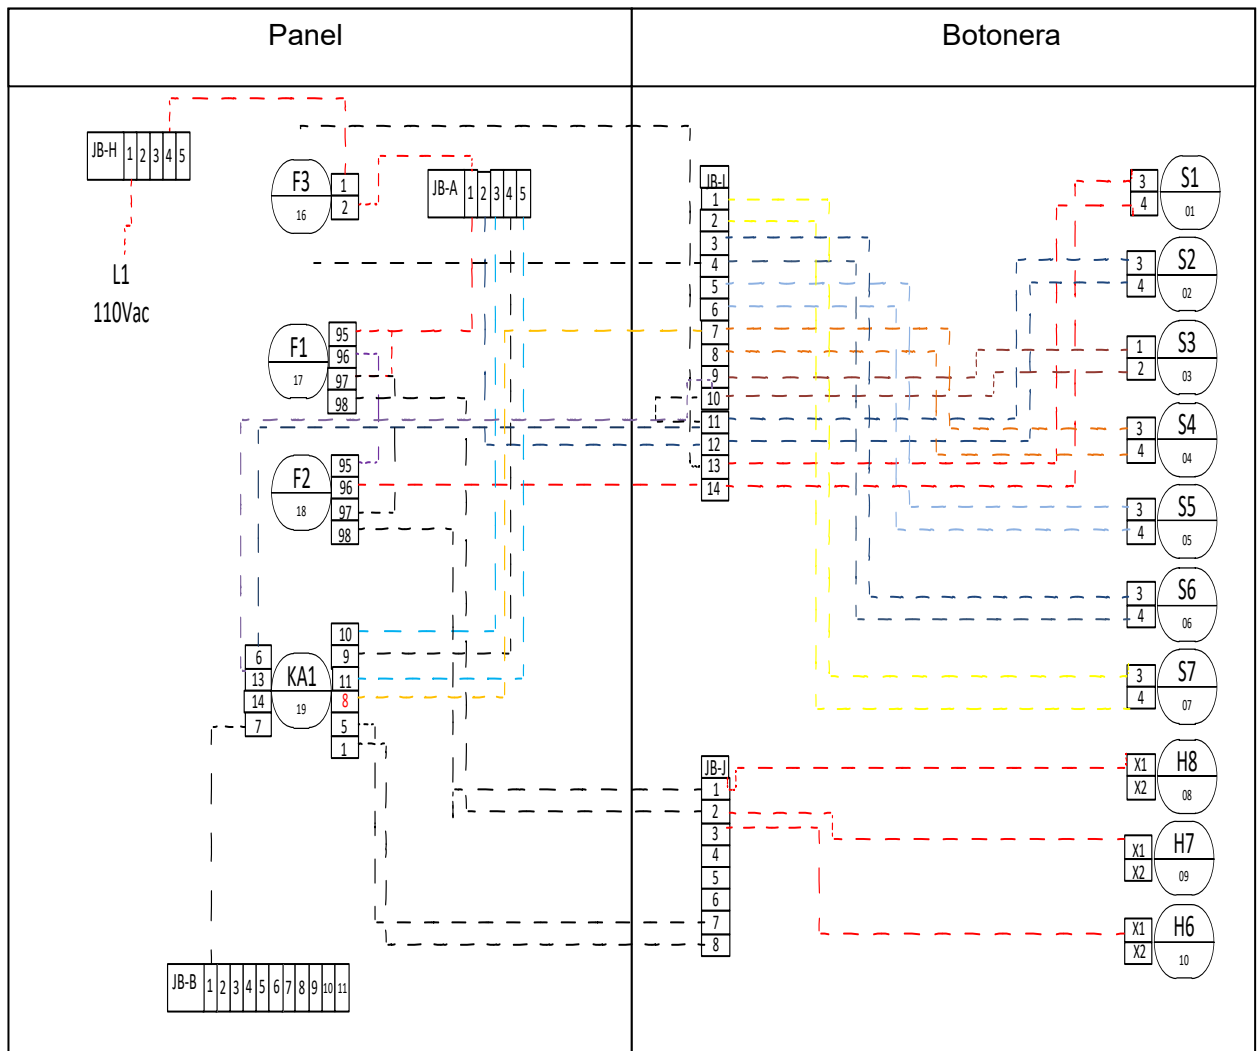 Panel
Botonera
JB-H 1 2 3 4 5
L1
110Vac
F3
16
1
2
JB-A 1 2 3 4 5
F1
17
95
96
97
98
F2
18
95
96
97
98
6
13
14
7
KA1
19
10
9
11
8
5
1
JB-B 1 2 3 4 5 6 7 8 9 10 11
JB-I
1
2
3
4
5
6
7
8
9
10
11
12
13
14
JB-J
1
2
3
4
5
6
7
8
3
4
S1
01
3
4
S2
02
1
2
S3
03
3
4
S4
04
3
4
S5
05
3
4
S6
06
3
4
S7
07
X1
X2
H8
08
X1
X2
H7
09
X1
X2
H6
10